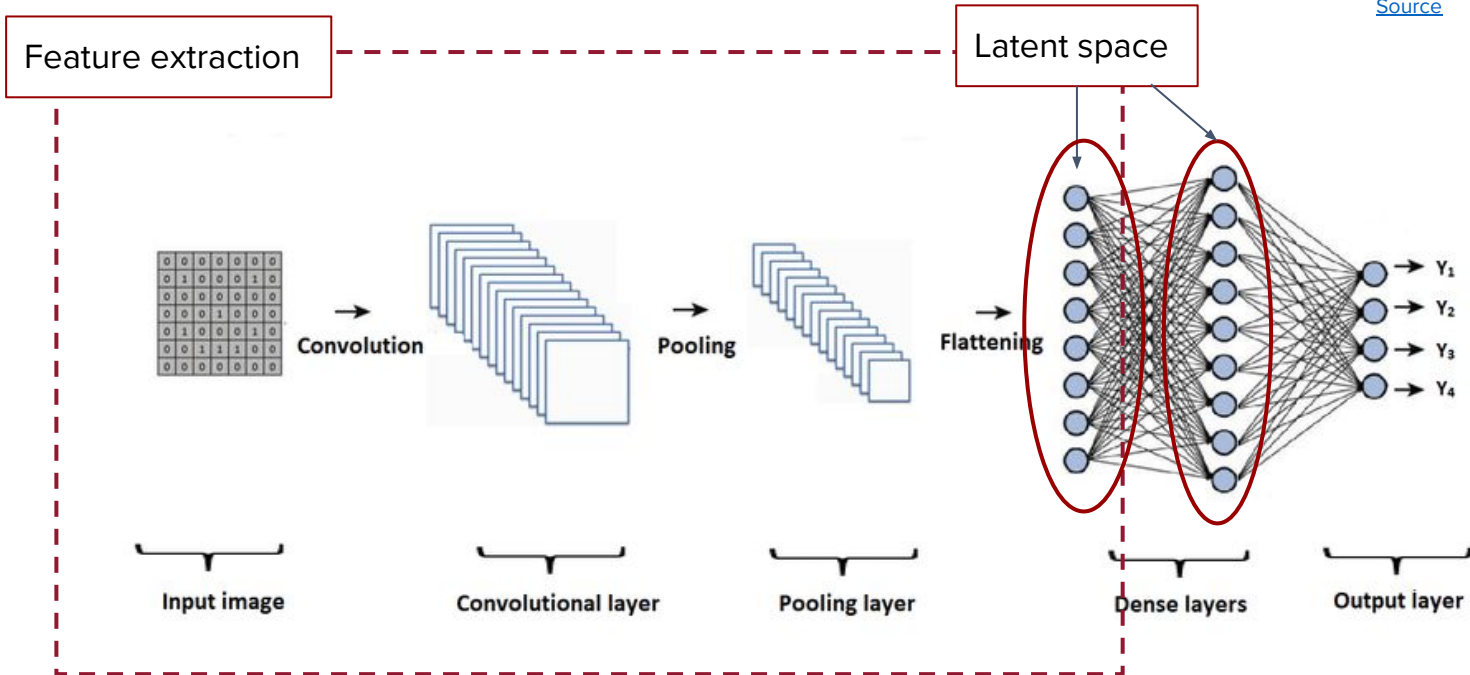 Source
Feature extraction
Latent space
0 0 0 0 0 0 0
0 1 0 0 0 1 0
0 0 0 0 0 0 0
0 0 0 1 0 0 0
0 1 0 0 0 1 0
0 0 1 1 1 0 0
0 0 0 0 0 0 0
Convolution
Pooling
Flattening
Y1
Y2
Y3
Y4
Input image
Convolutional layer
Pooling layer
Dense layers
Output layer